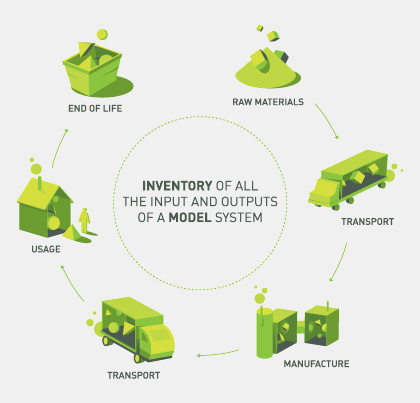 END OF LIFE
RAW MATERIALS
INVENTORY OF ALL
THE INPUT AND OUTPUTS
OF A MODEL SYSTEM
TRANSPORT
USAGE
MANUFACTURE
TRANSPORT